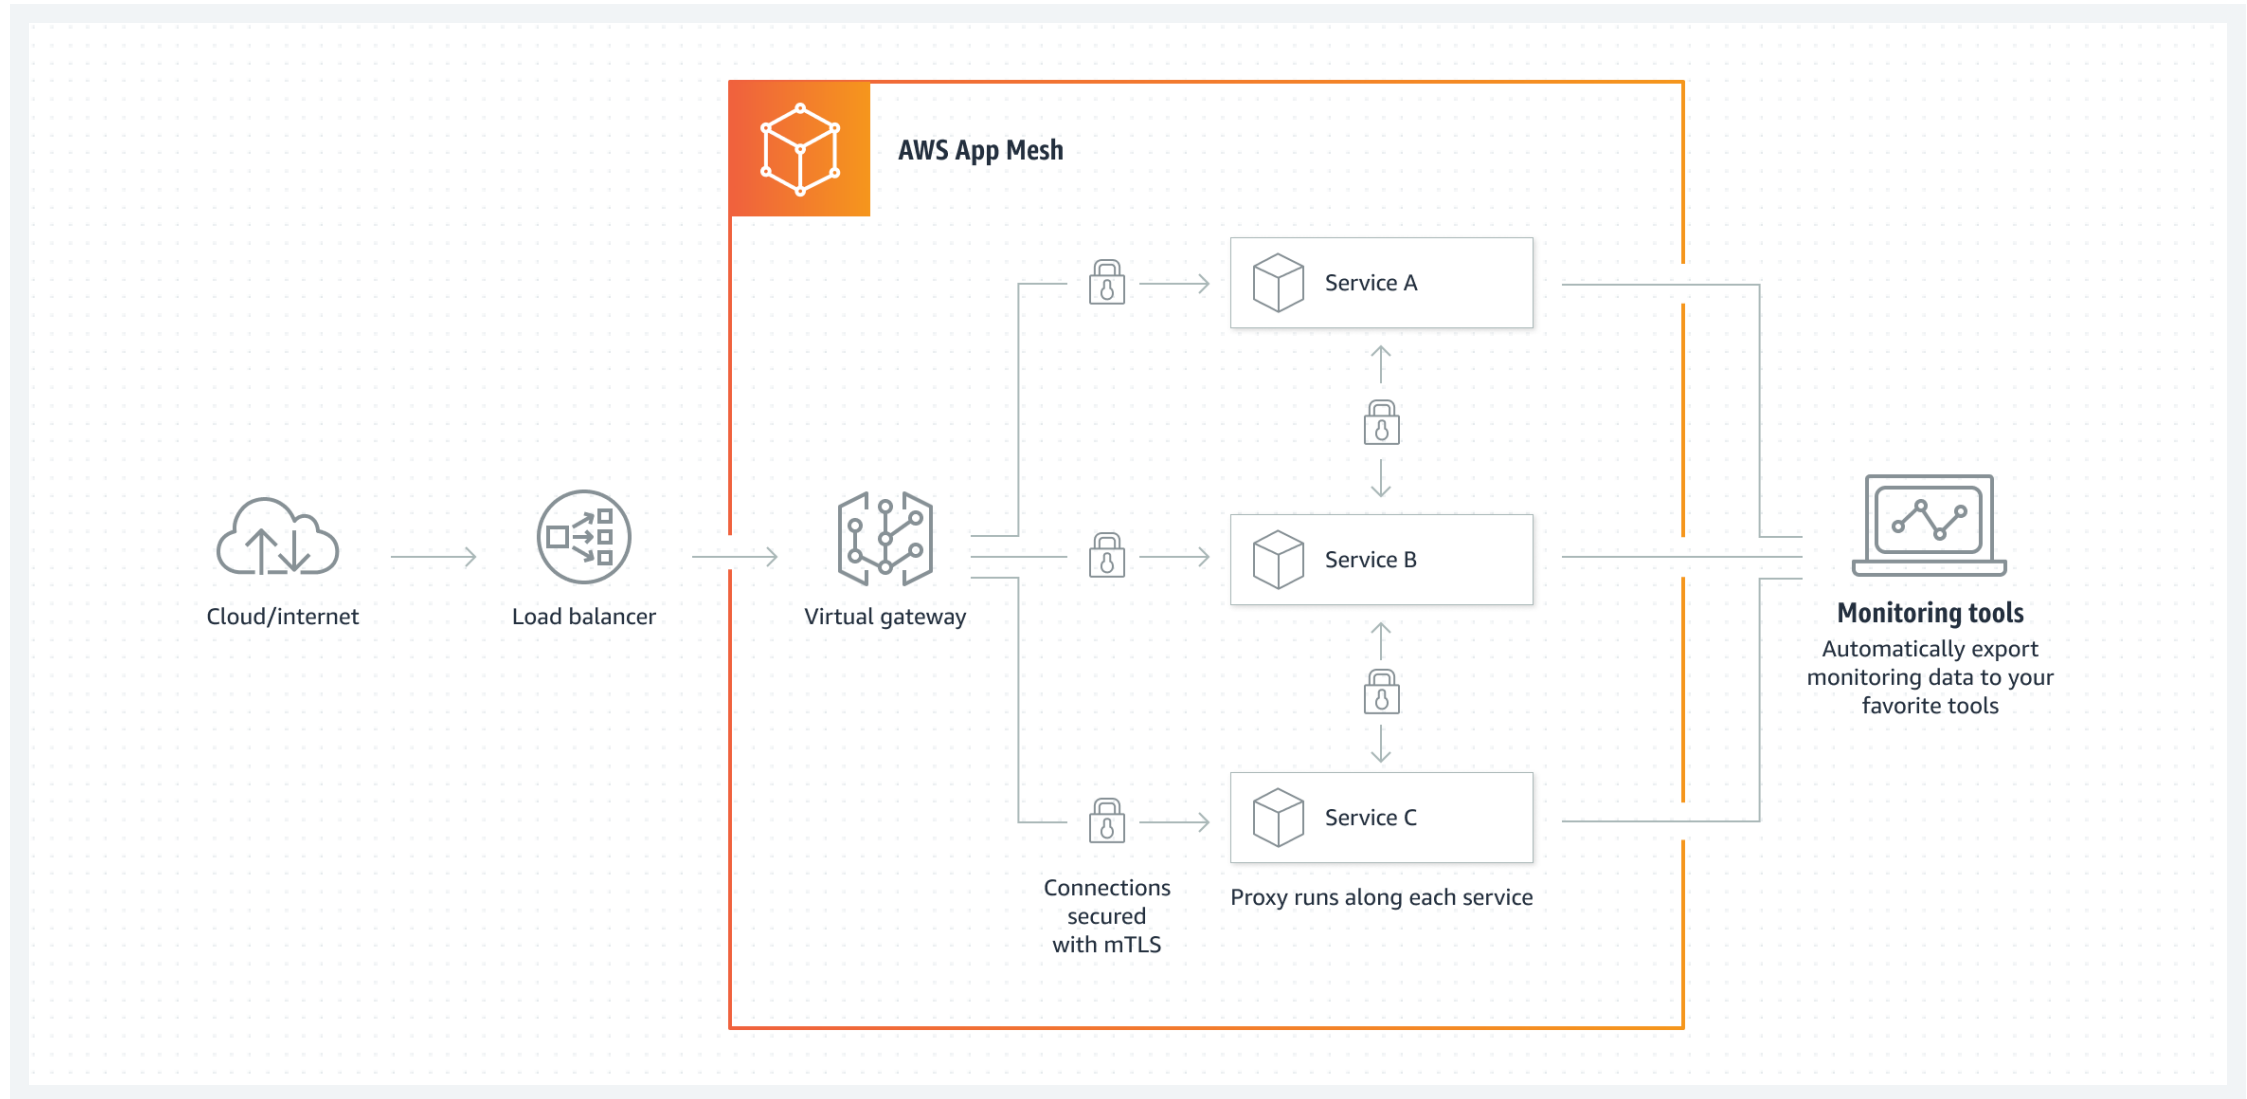 AWS App Mesh
Service A
Cloud/internet
Load balancer
Virtual gateway
Service B
Monitoring tools
Automatically export
monitoring data to your
favorite tools
Service C
Connections
secured
with mTLS
Proxy runs along each service